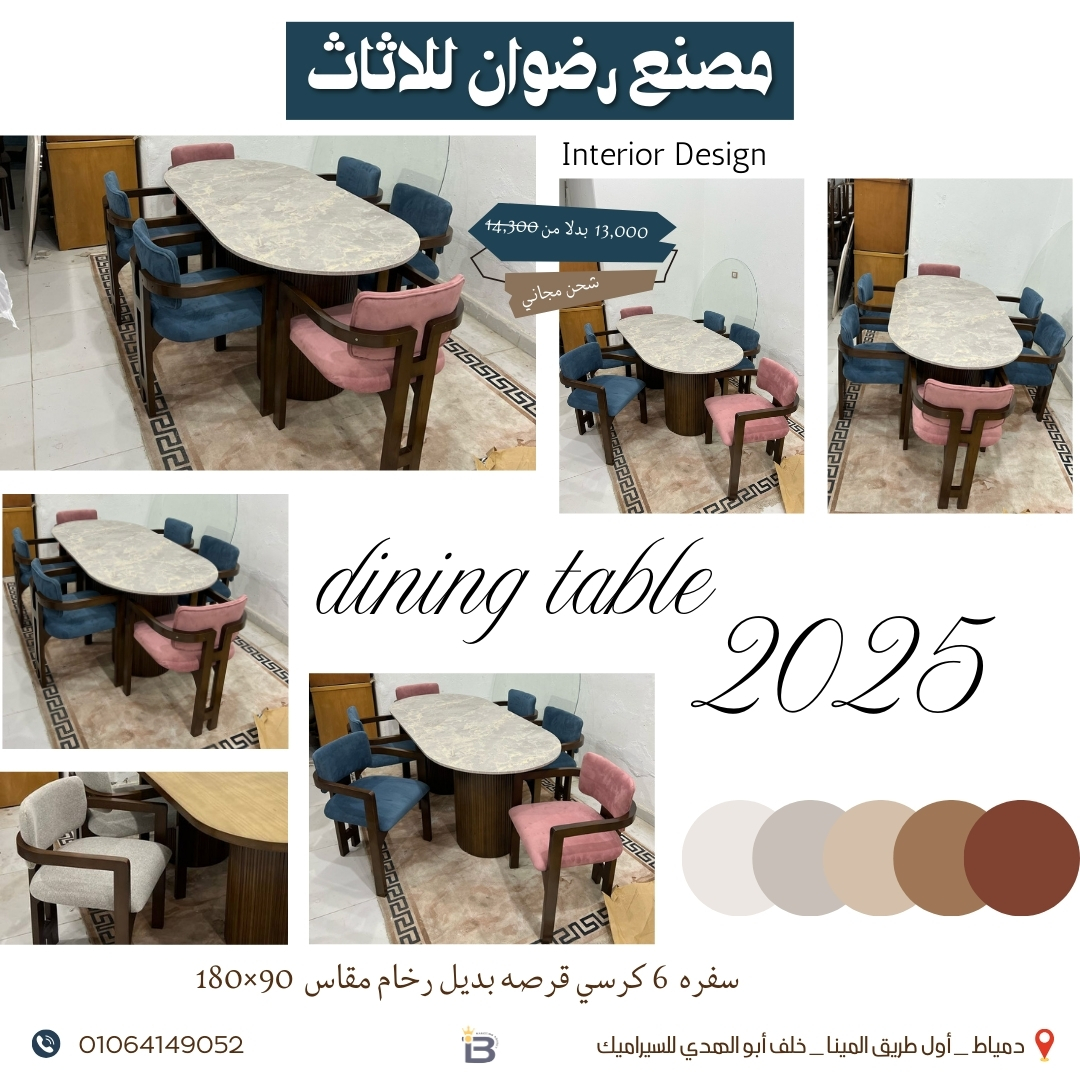 مصنع رضوان للاثاث
Interior Design
13,000 بدلا من 14,300
شحن مجاني
dining table
2025
سفره 6 كرسي قرصه بديل رخام مقاس 90×180
دمياط _ أول طريق المينا _ خلف أبو الهدي للسيراميك
B
01064149052